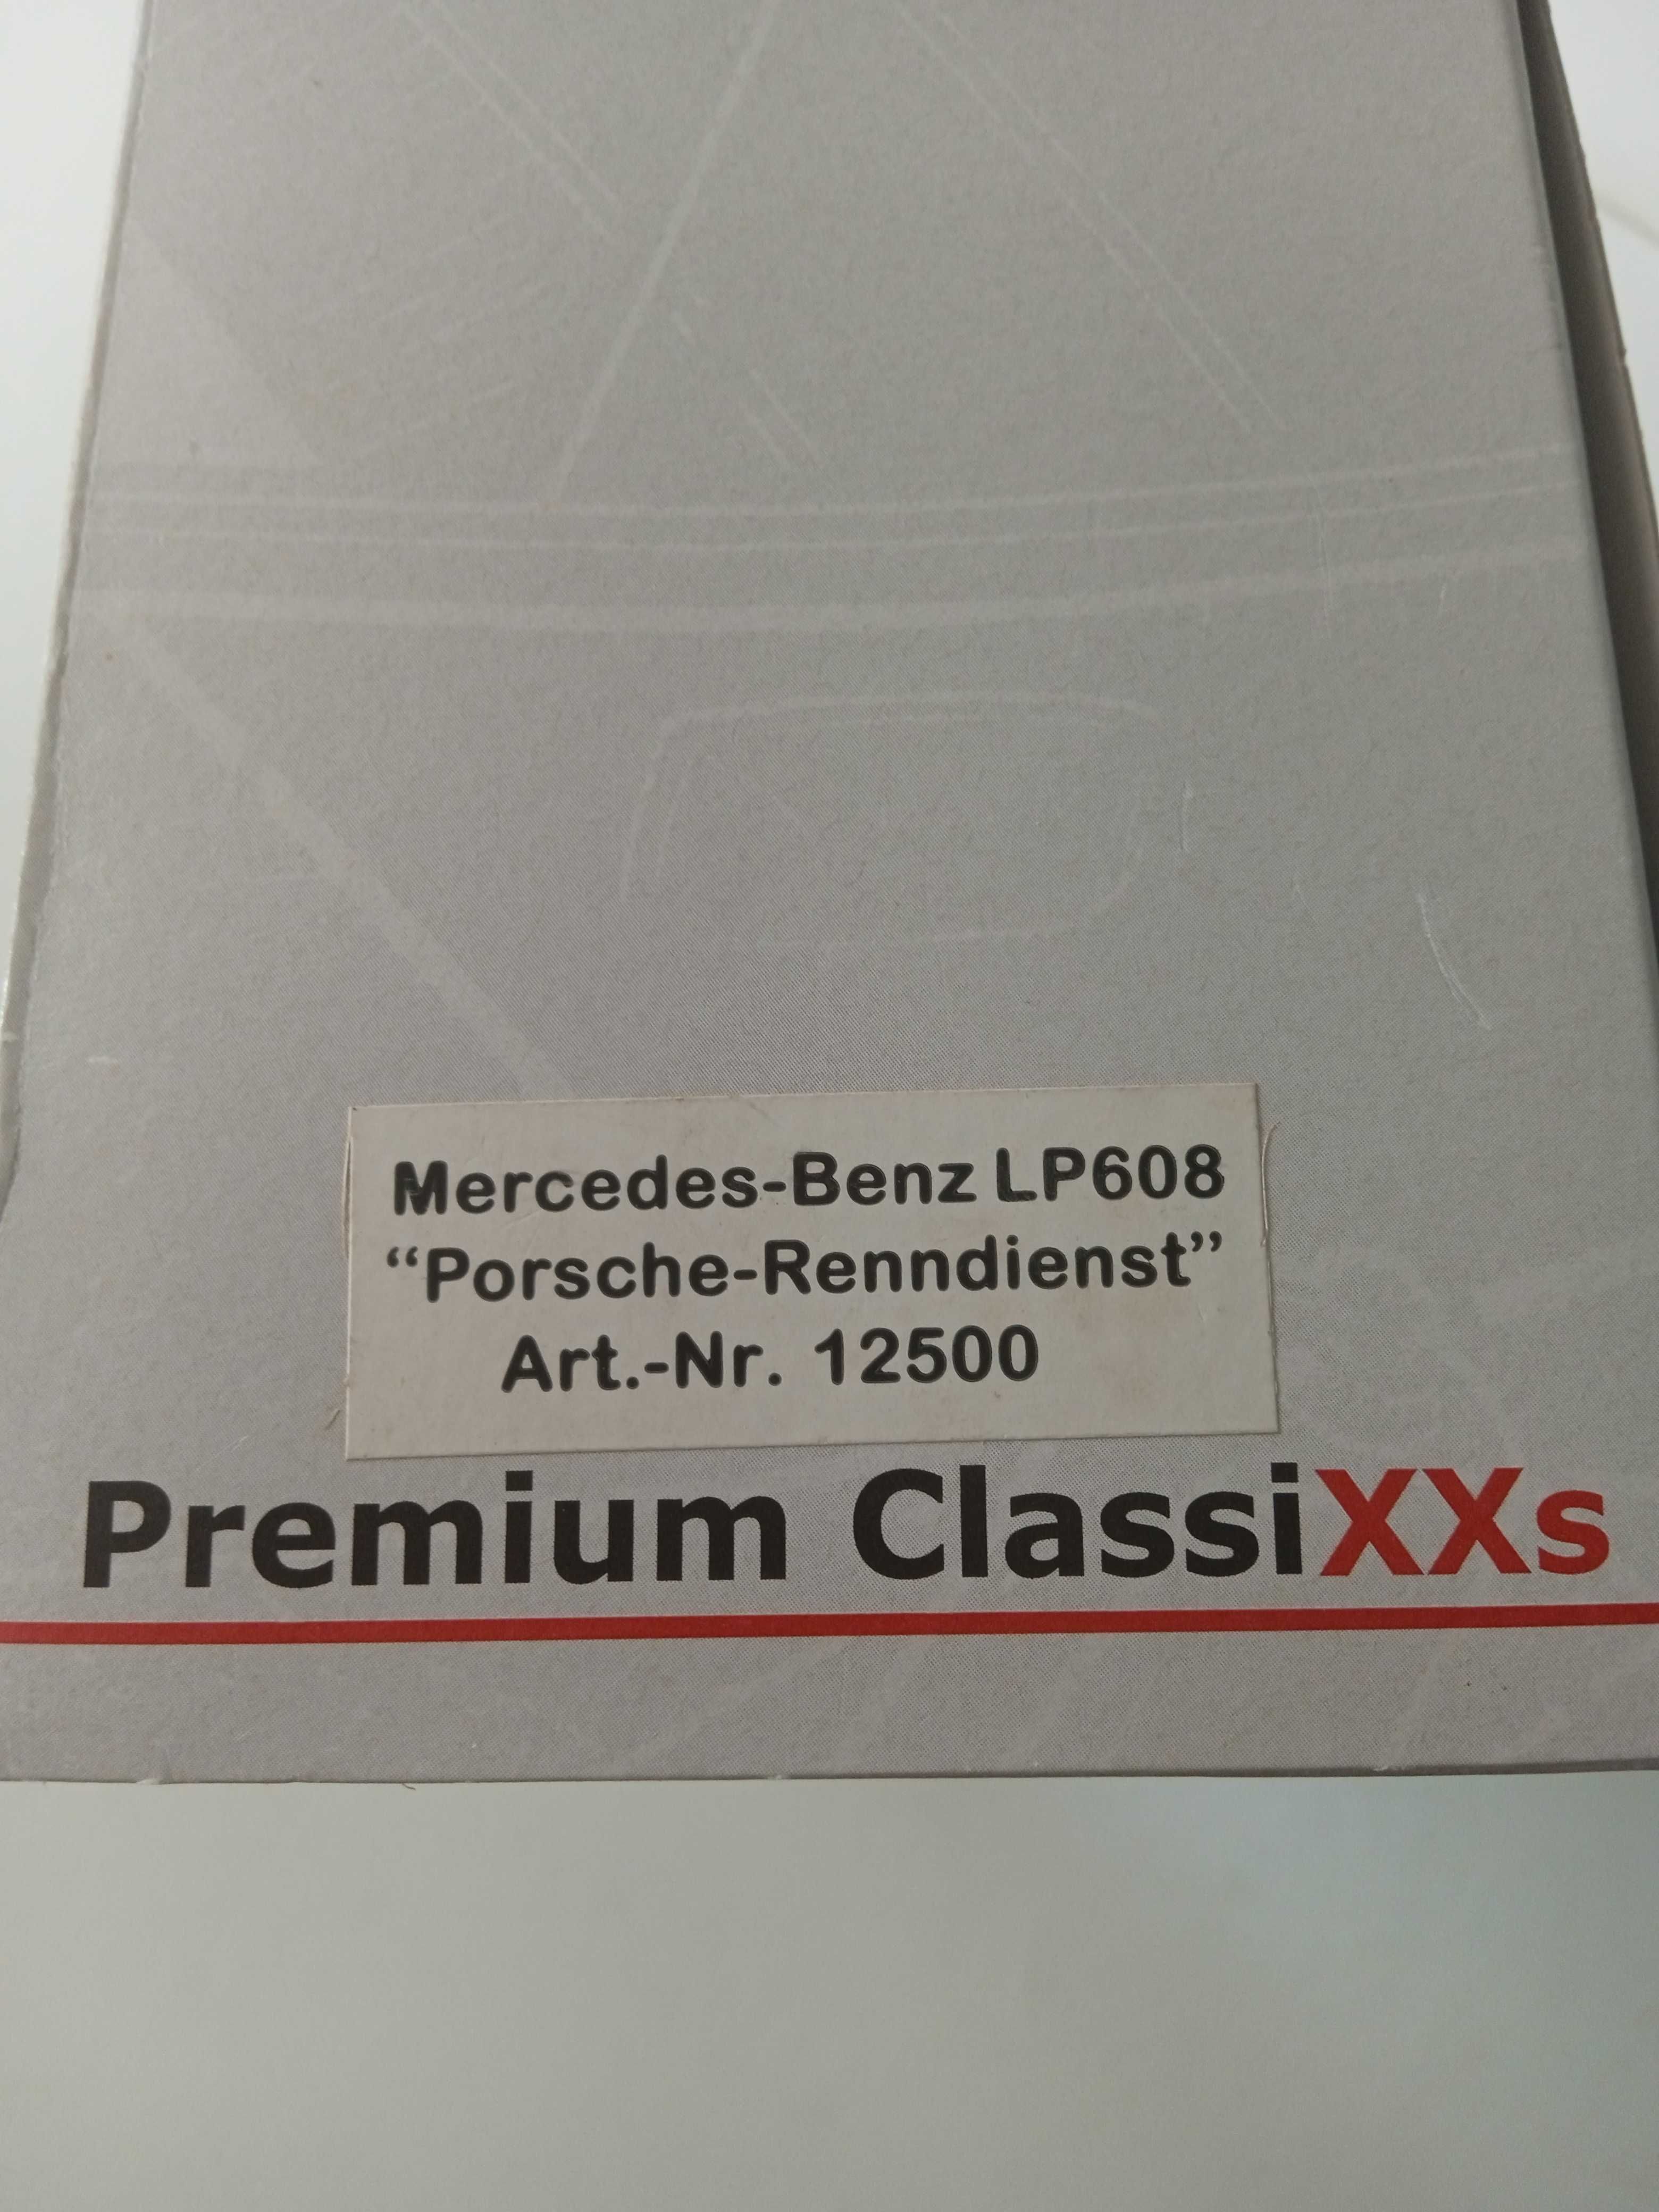 Mercedes-Benz LP608
“Porsche-Renndienst”
Art.-Nr. 12500
Premium ClassiXXs